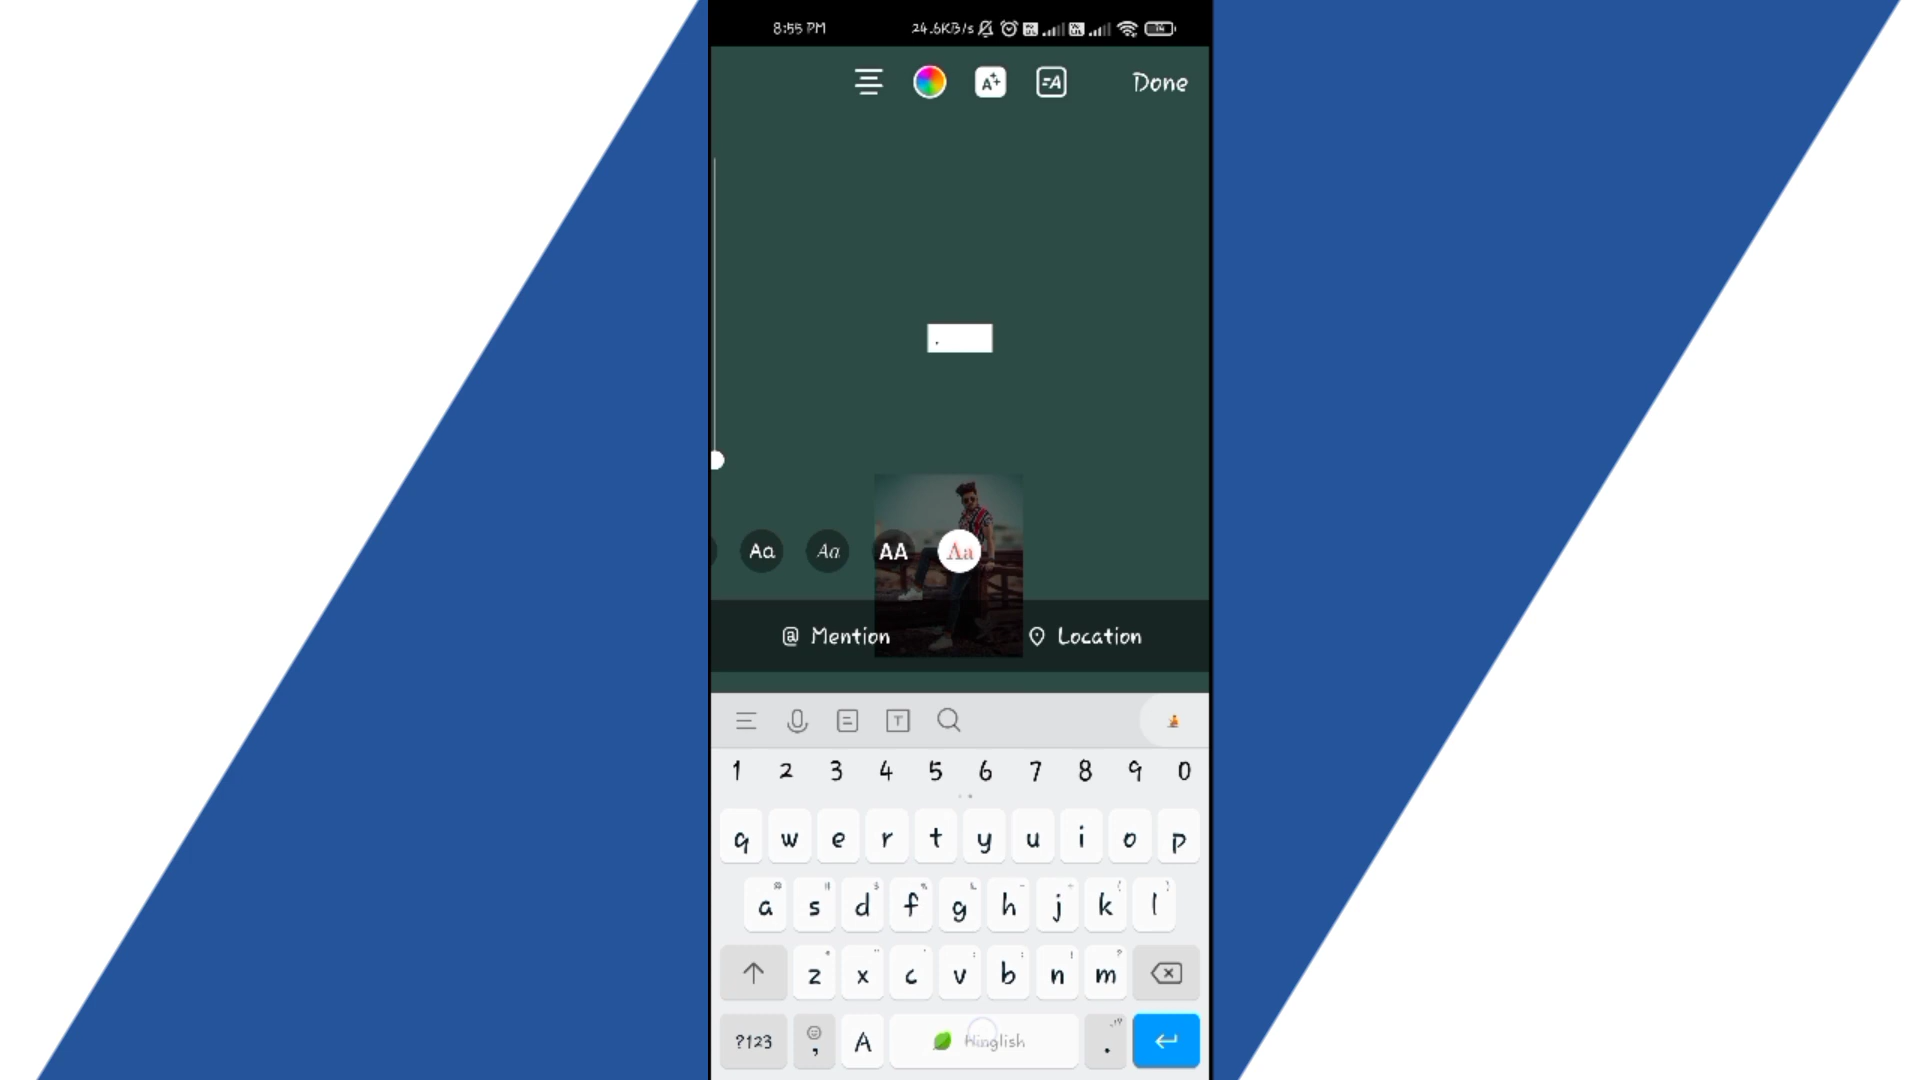 8:55 PM 24.6KB/s
A+ =A Done
.
Aa Aa AA Aa
@ Mention Location
T
1 2 3 4 5 6 7 8 9 0
q w e r t y u i o p
a s d f g h j k l
z x c v b n m
?123 , A Hinglish .